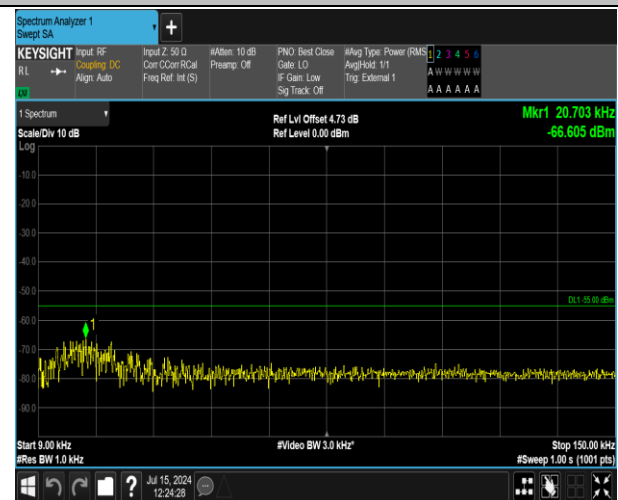 Spectrum Analyzer 1
Swept SA
+
KEYSIGHT
RL
LXI
Input: RF
Coupling: DC
Align: Auto
Input Z: 50 Ω
Corr CCorr RCal
Freq Ref: Int (S)
#Atten: 10 dB
Preamp: Off
PNO: Best Close
Gate: LO
IF Gain: Low
Sig Track: Off
#Avg Type: Power (RMS
Avg|Hold: 1/1
Trig: External 1
1 2 3 4 5 6
A W W W W W
A A A A A A
1 Spectrum
Scale/Div 10 dB
Log
Ref Lvl Offset 4.73 dB
Ref Level 0.00 dBm
Mkr1 20.703 kHz
-66.605 dBm
-10.0
-20.0
-30.0
-40.0
-50.0
DL1 -55.00 dBm
-60.0
1
-70.0
-80.0
-90.0
Start 9.00 kHz
#Res BW 1.0 kHz
#Video BW 3.0 kHz*
Stop 150.00 kHz
#Sweep 1.00 s (1001 pts)
?
Jul 15, 2024
12:24:28